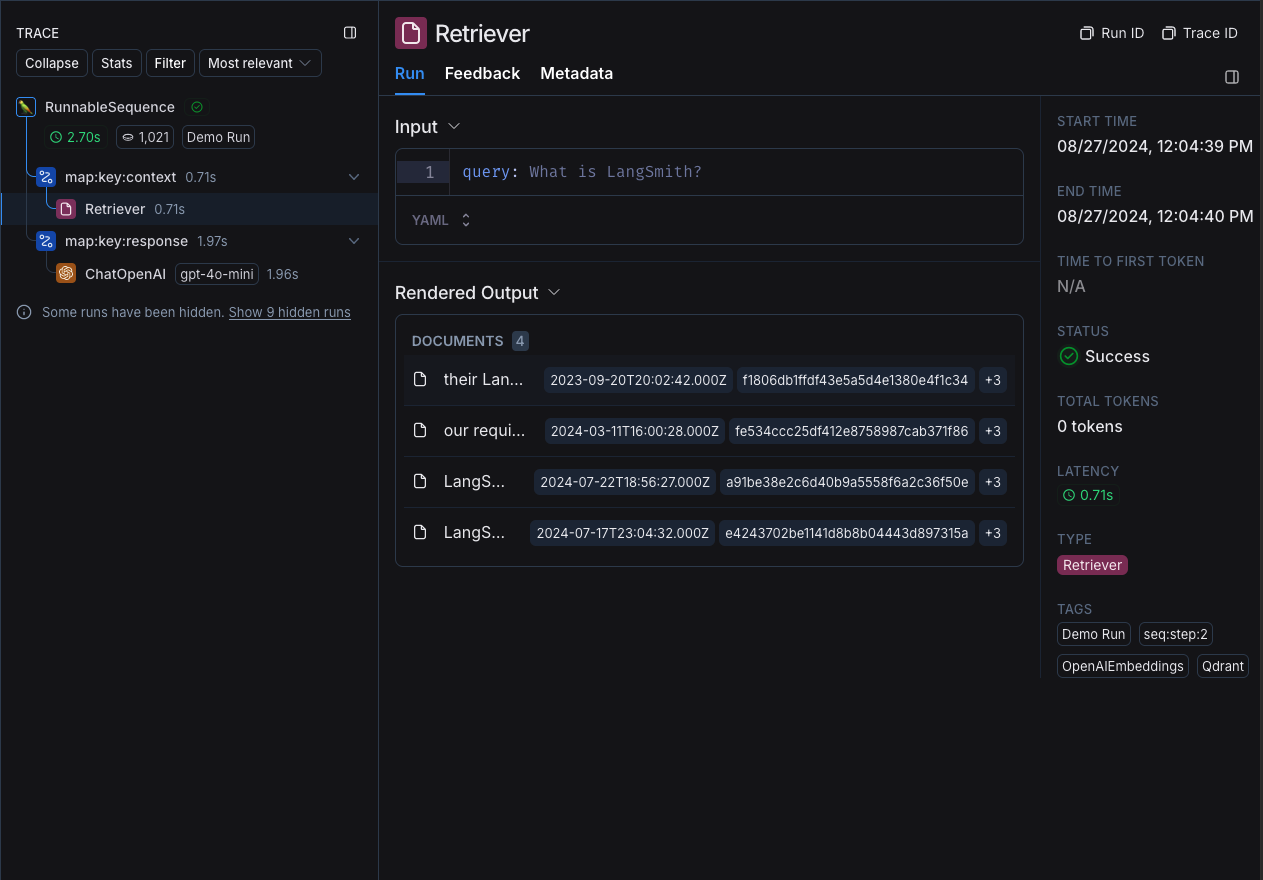 TRACE
Collapse Stats Filter Most relevant
RunnableSequence
2.70s 1,021 Demo Run
map:key:context 0.71s
Retriever 0.71s
map:key:response 1.97s
ChatOpenAI gpt-4o-mini 1.96s
Some runs have been hidden. Show 9 hidden runs
Retriever
Run ID Trace ID
Run Feedback Metadata
Input
1 query: What is LangSmith?
YAML
Rendered Output
DOCUMENTS 4
their Lan... 2023-09-20T20:02:42.000Z f1806db1ffdf43e5a5d4e1380e4f1c34 +3
our requi... 2024-03-11T16:00:28.000Z fe534ccc25df412e8758987cab371f86 +3
LangS... 2024-07-22T18:56:27.000Z a91be38e2c6d40b9a5558f6a2c36f50e +3
LangS... 2024-07-17T23:04:32.000Z e4243702be1141d8b8b04443d897315a +3
START TIME
08/27/2024, 12:04:39 PM
END TIME
08/27/2024, 12:04:40 PM
TIME TO FIRST TOKEN
N/A
STATUS
Success
TOTAL TOKENS
0 tokens
LATENCY
0.71s
TYPE
Retriever
TAGS
Demo Run seq:step:2
OpenAIEmbeddings Qdrant